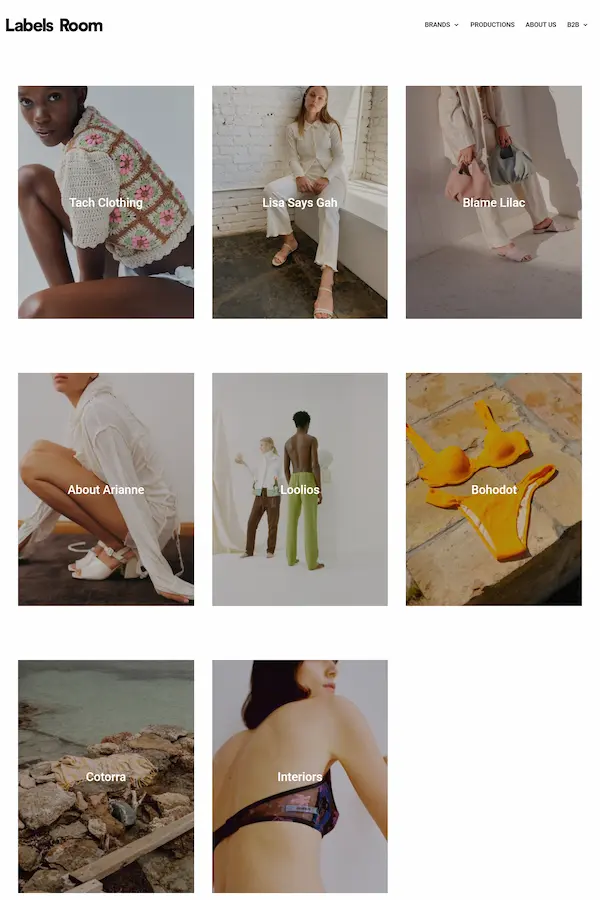 Labels Room
BRANDS PRODUCTIONS ABOUT US B2B
Tach Clothing
Lisa Says Gah
Blame Lilac
About Arianne
Loolios
Bohodot
Cotorra
Interiors